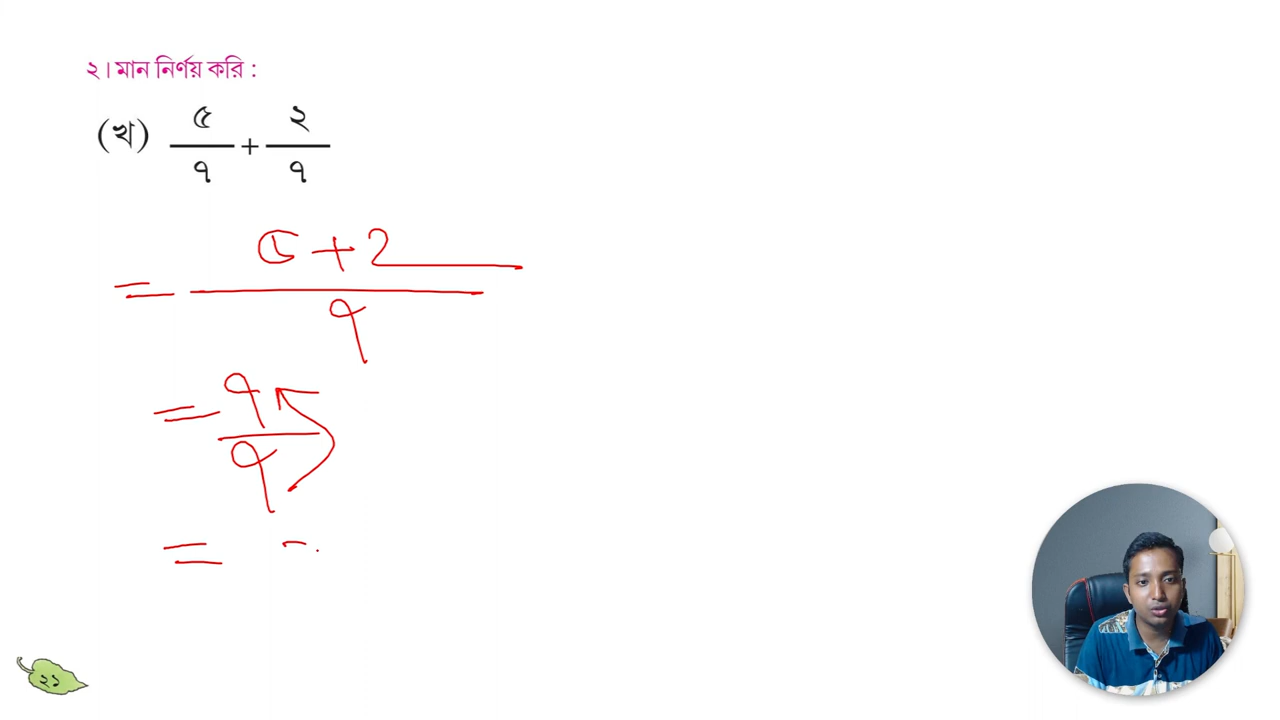 ২। মান নির্ণয় করি :
(খ) ৫/৭ + ২/৭
= ৫+২/৭
= ৭/৭
=
২১